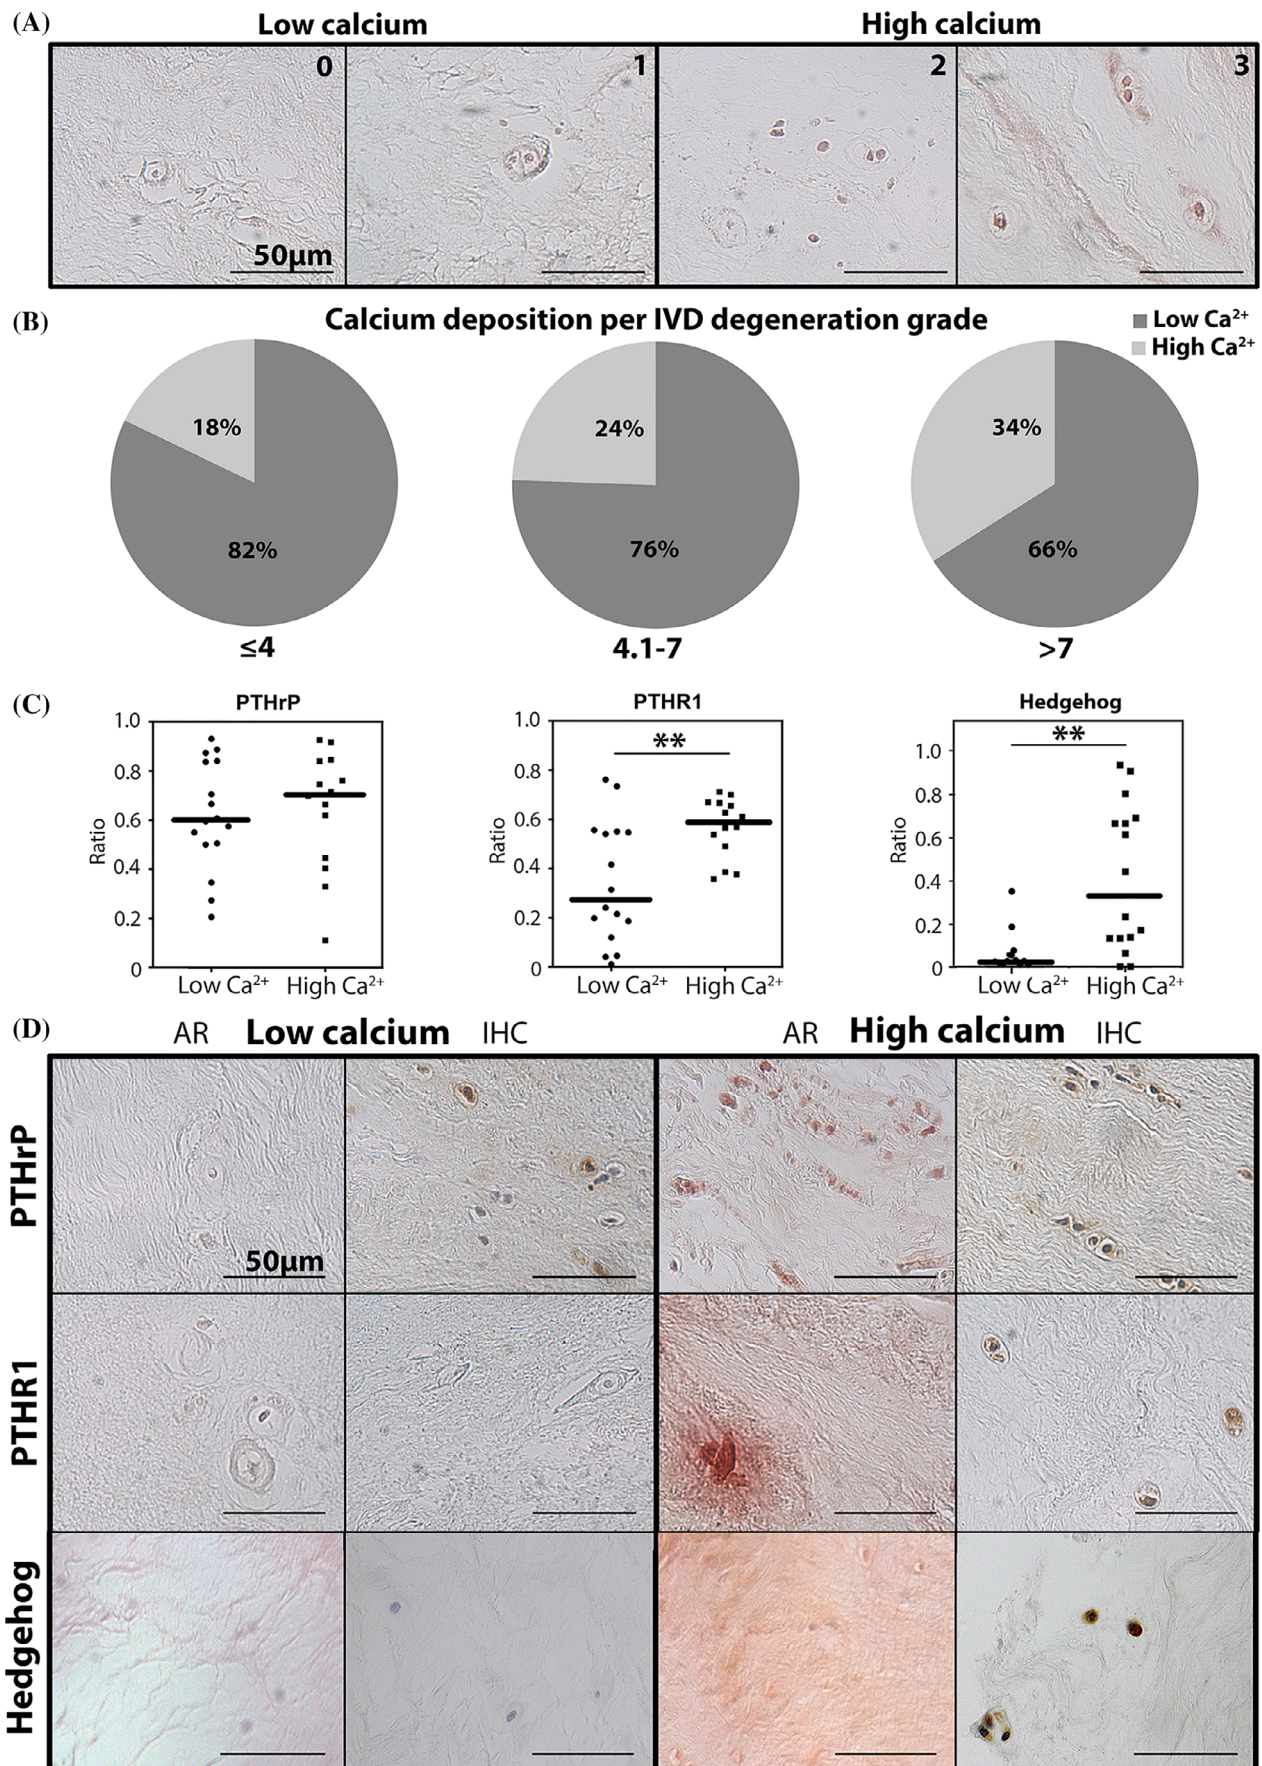 (A)
Low calcium
High calcium
0
1
2
3
50µm
(B)
Calcium deposition per IVD degeneration grade
Low Ca²⁺
High Ca²⁺
18%
82%
24%
76%
34%
66%
≤4
4.1-7
>7
(C)
PTHrP
PTHR1
Hedgehog
Ratio
1.0
0.8
0.6
0.4
0.2
0
Low Ca²⁺
High Ca²⁺
**
Ratio
1.0
0.8
0.6
0.4
0.2
0
Low Ca²⁺
High Ca²⁺
**
Ratio
1.0
0.8
0.6
0.4
0.2
0
Low Ca²⁺
High Ca²⁺
(D)
AR Low calcium IHC
AR High calcium IHC
PTHrP
50µm
PTHR1
Hedgehog